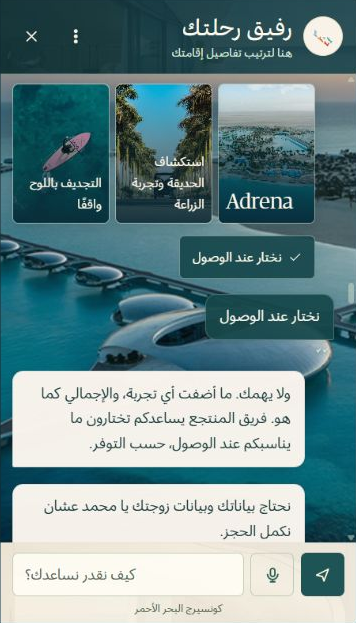 رفيق رحلتك
هنا لترتيب تفاصيل إقامتك
Adrena
استكشاف
الحديقة وتجربة
الزراعة
التجديف باللوح
واقفًا
نختار عند الوصول
نختار عند الوصول
ولا يهمك. ما أضفت أي تجربة، والإجمالي كما
هو. فريق المنتجع يساعدكم تختارون ما
يناسبكم عند الوصول، حسب التوفر.
نحتاج بياناتك وبيانات زوجتك يا محمد عشان
نكمل الحجز.
كيف نقدر نساعدك؟
كونسيرج البحر الأحمر